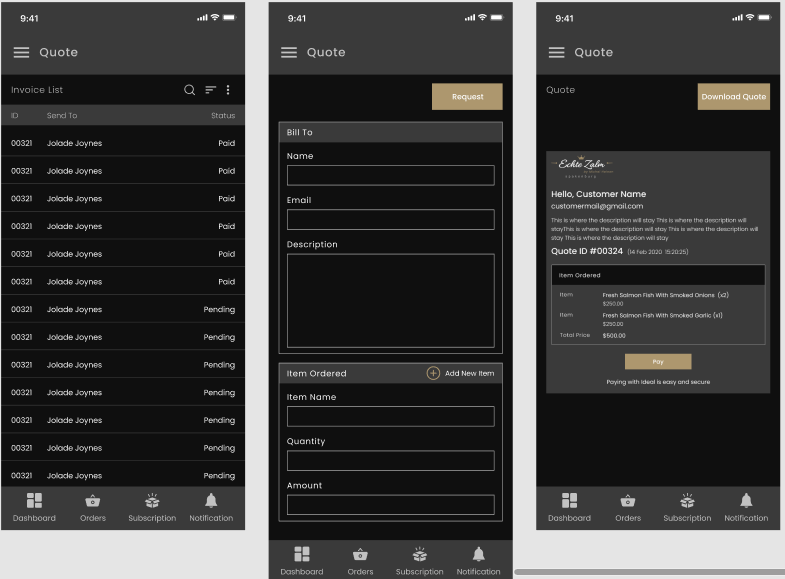 9:41
Quote
Invoice List
ID Send To Status
00321 Jolade Joynes Paid
00321 Jolade Joynes Paid
00321 Jolade Joynes Paid
00321 Jolade Joynes Paid
00321 Jolade Joynes Paid
00321 Jolade Joynes Paid
00321 Jolade Joynes Pending
00321 Jolade Joynes Pending
00321 Jolade Joynes Pending
00321 Jolade Joynes Pending
00321 Jolade Joynes Pending
00321 Jolade Joynes Pending
00321 Jolade Joynes Pending
Dashboard Orders Subscription Notification
9:41
Quote
Request
Bill To
Name
Email
Description
Item Ordered Add New Item
Item Name
Quantity
Amount
Dashboard Orders Subscription Notification
9:41
Quote
Quote Download Quote
Echte Zalm
Hello, Customer Name
customermail@gmail.com
This is where the description will stay This is where the description will
stayThis is where the description will stay This is where the description will
stay This is where the description will stay
Quote ID #00324 (14 Feb 2020 15:20:25)
Item Ordered
Item Fresh Salmon Fish With Smoked Onions (x2)
$250.00
Item Fresh Salmon Fish With Smoked Garlic (x1)
$250.00
Total Price $500.00
Pay
Paying with Ideal is easy and secure
Dashboard Orders Subscription Notification